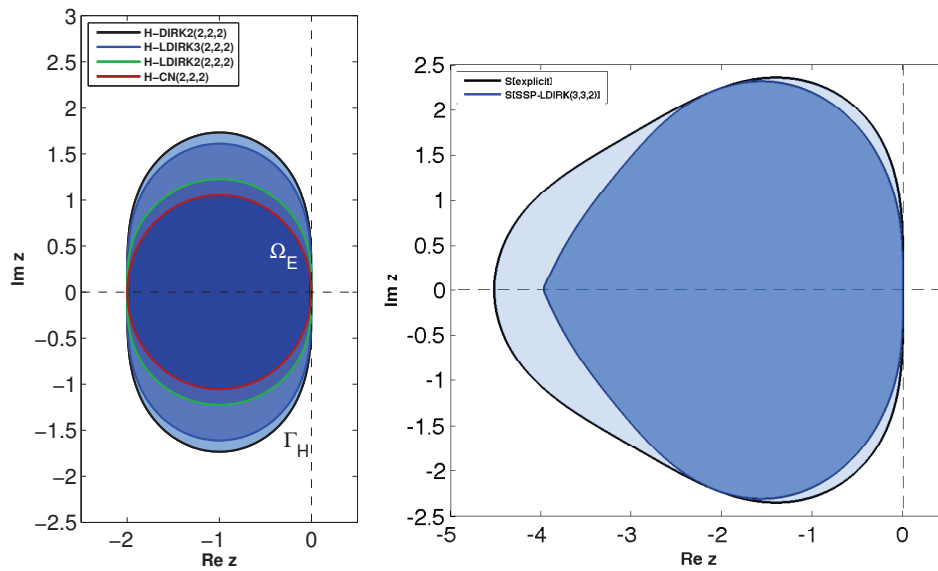 3
2.5
2
1.5
1
0.5
0
−0.5
−1
−1.5
−2
−2.5
−2
−1
0
Im z
Re z
H−DIRK2(2,2,2)
H−LDIRK3(2,2,2)
H−LDIRK2(2,2,2)
H−CN(2,2,2)
Ω_E
Γ_H
2.5
2
1.5
1
0.5
0
-0.5
-1
-1.5
-2
-2.5
-5
-4
-3
-2
-1
0
Im z
Re z
S[explicit]
S[SSP-LDIRK(3,3,2)]